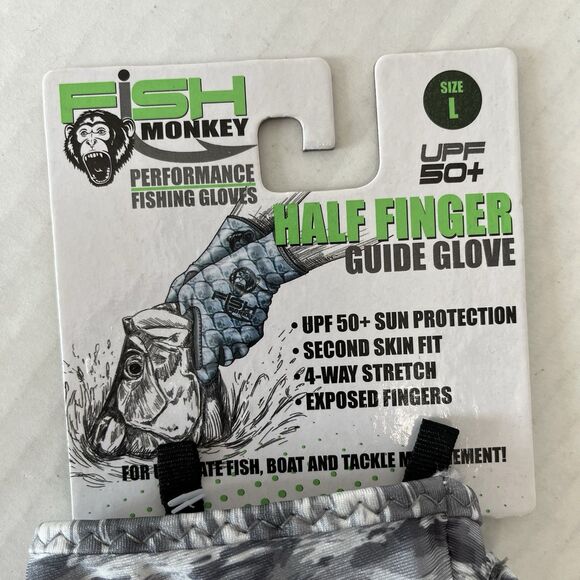 FiSH
MONKEY
PERFORMANCE
FISHING GLOVES
SIZE
L
UPF
50+
HALF FINGER
GUIDE GLOVE
• UPF 50+ SUN PROTECTION
• SECOND SKIN FIT
• 4-WAY STRETCH
• EXPOSED FINGERS
FOR FISH, BOAT AND TACKLE